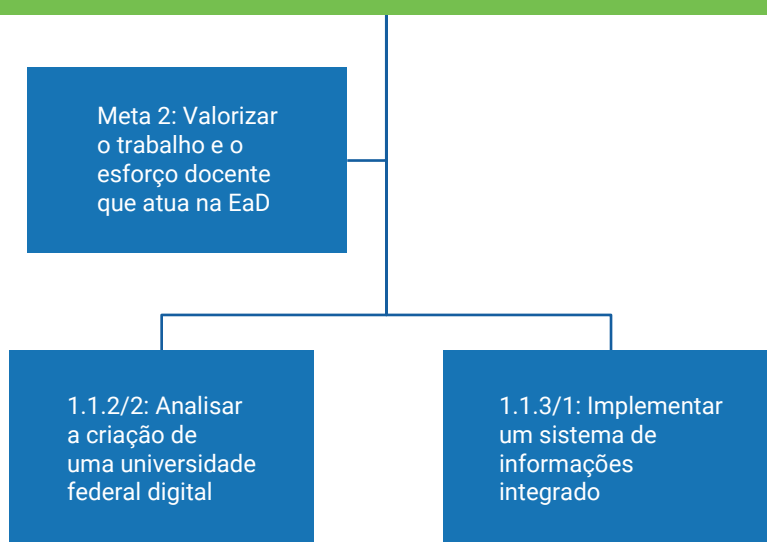 Meta 2: Valorizar
o trabalho e o
esforço docente
que atua na EaD
1.1.2/2: Analisar
a criação de
uma universidade
federal digital
1.1.3/1: Implementar
um sistema de
informações
integrado